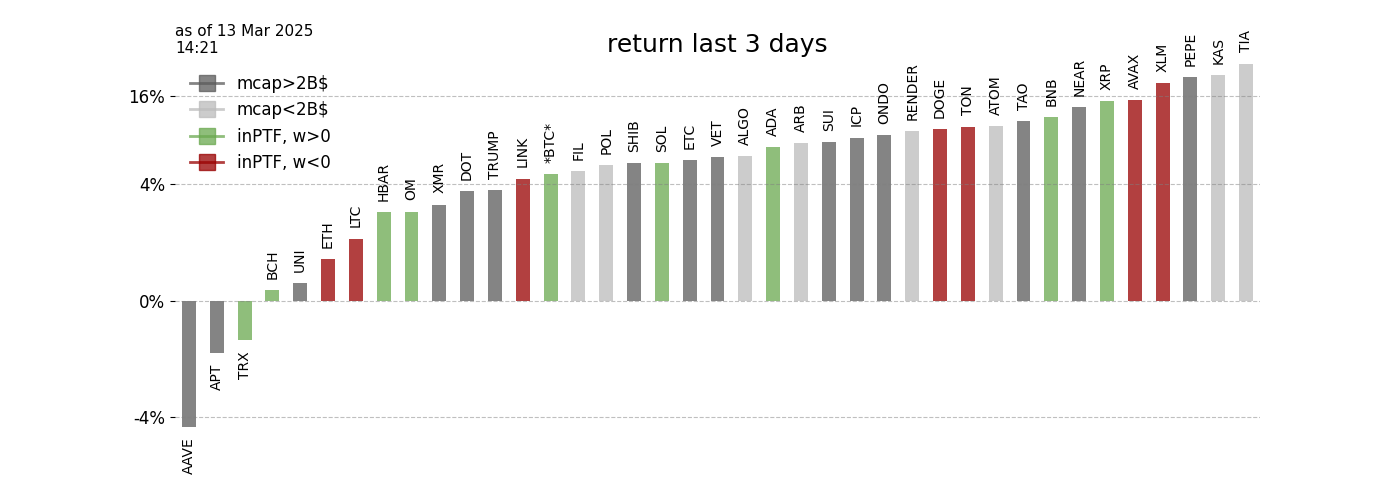 as of 13 Mar 2025
14:21
return last 3 days
mcap>2B$
mcap<2B$
inPTF, w>0
inPTF, w<0
16%
4%
0%
-4%
AAVE
APT
TRX
BCH
UNI
ETH
LTC
HBAR
OM
XMR
DOT
TRUMP
LINK
*BTC*
FIL
POL
SHIB
SOL
ETC
VET
ALGO
ADA
ARB
SUI
ICP
ONDO
RENDER
DOGE
TON
ATOM
TAO
BNB
NEAR
XRP
AVAX
XLM
PEPE
KAS
TIA